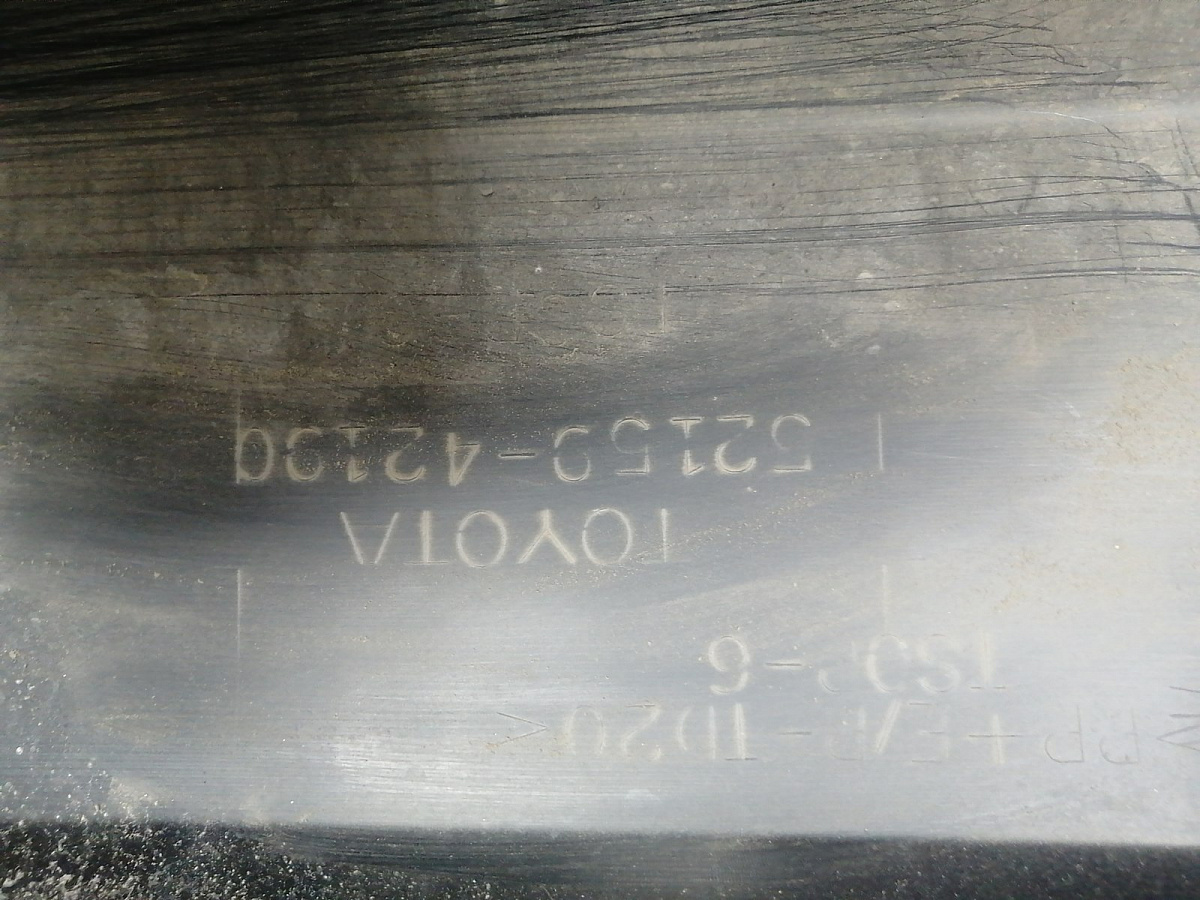 >PP+E/P-TD20<
TSOP-6
TOYOTA
52159-42130